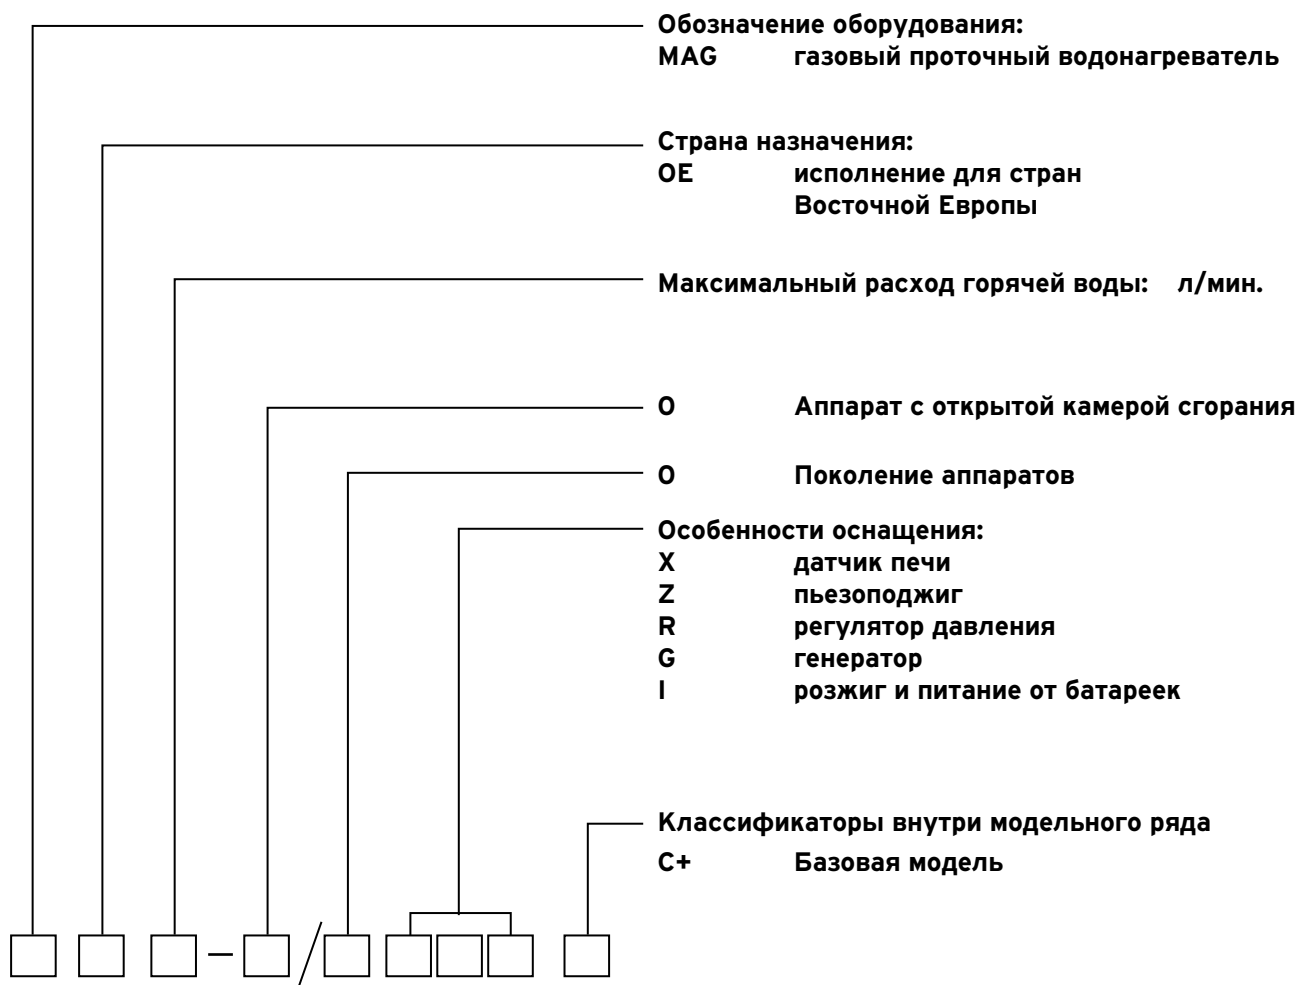 Обозначение оборудования:
MAG газовый проточный водонагреватель
Страна назначения:
OE исполнение для стран
Восточной Европы
Максимальный расход горячей воды: л/мин.
O Аппарат с открытой камерой сгорания
O Поколение аппаратов
Особенности оснащения:
X датчик печи
Z пьезоподжиг
R регулятор давления
G генератор
I розжиг и питание от батареек
Классификаторы внутри модельного ряда
C+ Базовая модель
– /